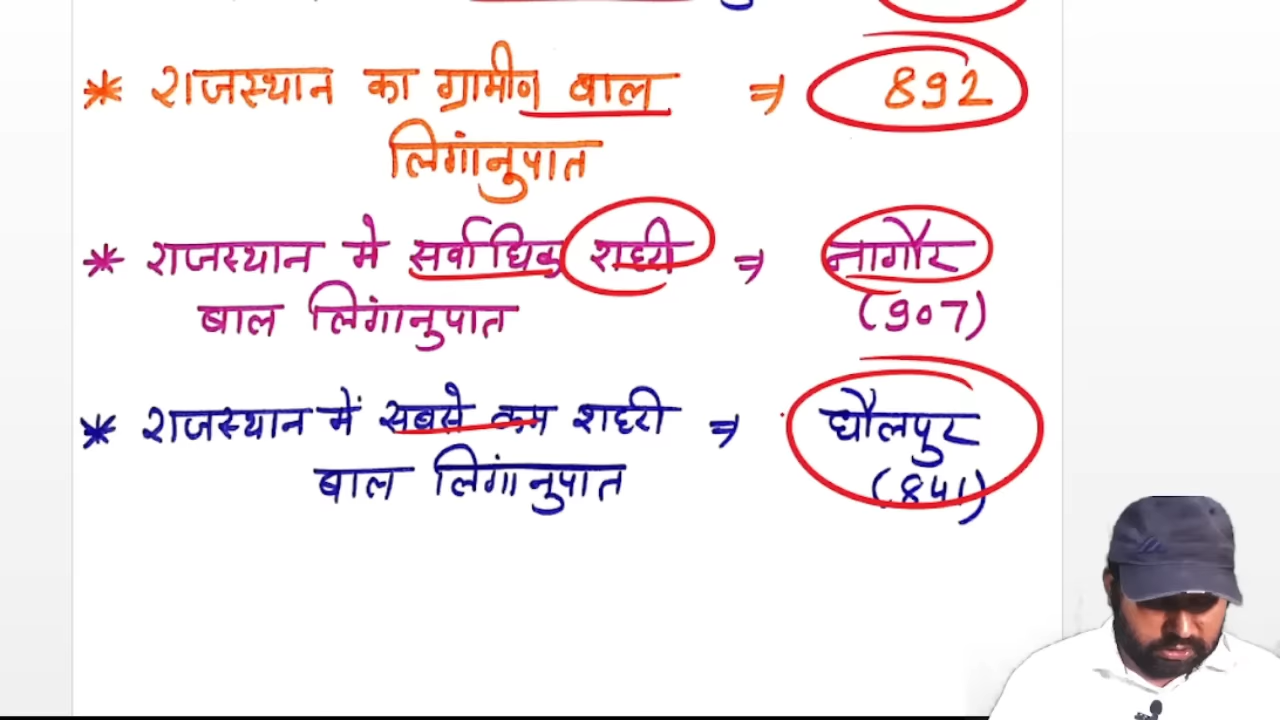 * राजस्थान का ग्रामीण बाल ⇒ 892
लिगांनुपात
* राजस्थान मे सर्वाधिक शहरी ⇒ नागौर
बाल लिगांनुपात (907)
* राजस्थान में सबसे कम शहरी ⇒ धौलपुर
बाल लिगांनुपात (841)